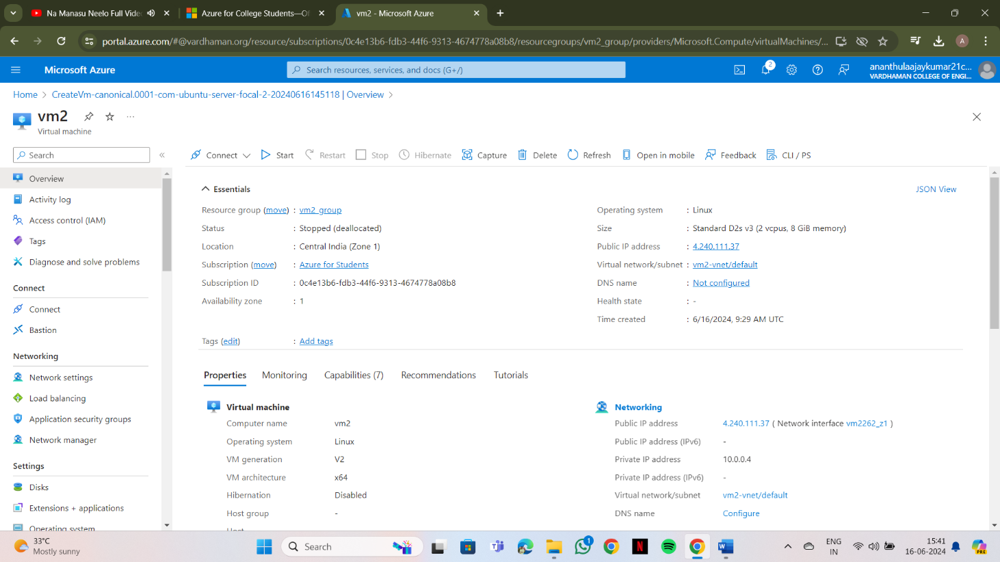 Na Manasu Neelo Full Vide
Azure for College Students—Of
vm2 - Microsoft Azure
portal.azure.com/#@vardhaman.org/resource/subscriptions/0c4e13b6-fdb3-44f6-9313-4674778a08b8/resourcegroups/vm2_group/providers/Microsoft.Compute/virtualMachines/...
A
Microsoft Azure
Search resources, services, and docs (G+/)
2
ananthulaajaykumar21c...
VARDHAMAN COLLEGE OF ENGI...
Home > CreateVm-canonical.0001-com-ubuntu-server-focal-2-20240616145118 | Overview >
vm2
Virtual machine
Search
Connect Start Restart Stop Hibernate Capture Delete Refresh Open in mobile Feedback CLI / PS
Overview
Activity log
Access control (IAM)
Tags
Diagnose and solve problems
Connect
Connect
Bastion
Networking
Network settings
Load balancing
Application security groups
Network manager
Settings
Disks
Extensions + applications
Operating system
Essentials
JSON View
Resource group (move) : vm2_group
Status : Stopped (deallocated)
Location : Central India (Zone 1)
Subscription (move) : Azure for Students
Subscription ID : 0c4e13b6-fdb3-44f6-9313-4674778a08b8
Availability zone : 1
Operating system : Linux
Size : Standard D2s v3 (2 vcpus, 8 GiB memory)
Public IP address : 4.240.111.37
Virtual network/subnet : vm2-vnet/default
DNS name : Not configured
Health state : -
Time created : 6/16/2024, 9:29 AM UTC
Tags (edit) : Add tags
Properties Monitoring Capabilities (7) Recommendations Tutorials
Virtual machine
Computer name vm2
Operating system Linux
VM generation V2
VM architecture x64
Hibernation Disabled
Host group -
Host
Networking
Public IP address 4.240.111.37 ( Network interface vm2262_z1 )
Public IP address (IPv6) -
Private IP address 10.0.0.4
Private IP address (IPv6) -
Virtual network/subnet vm2-vnet/default
DNS name Configure
33°C
Mostly sunny
Search
1
N
W
ENG
IN
15:41
16-06-2024
PRE